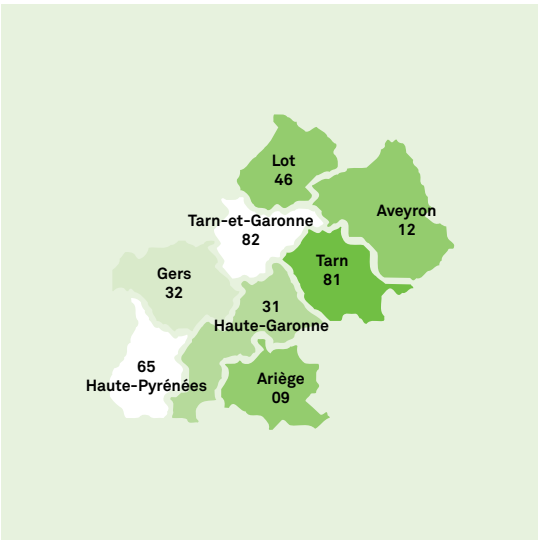 Lot
46
Aveyron
12
Tarn-et-Garonne
82
Tarn
81
Gers
32
31
Haute-Garonne
65
Haute-Pyrénées
Ariège
09